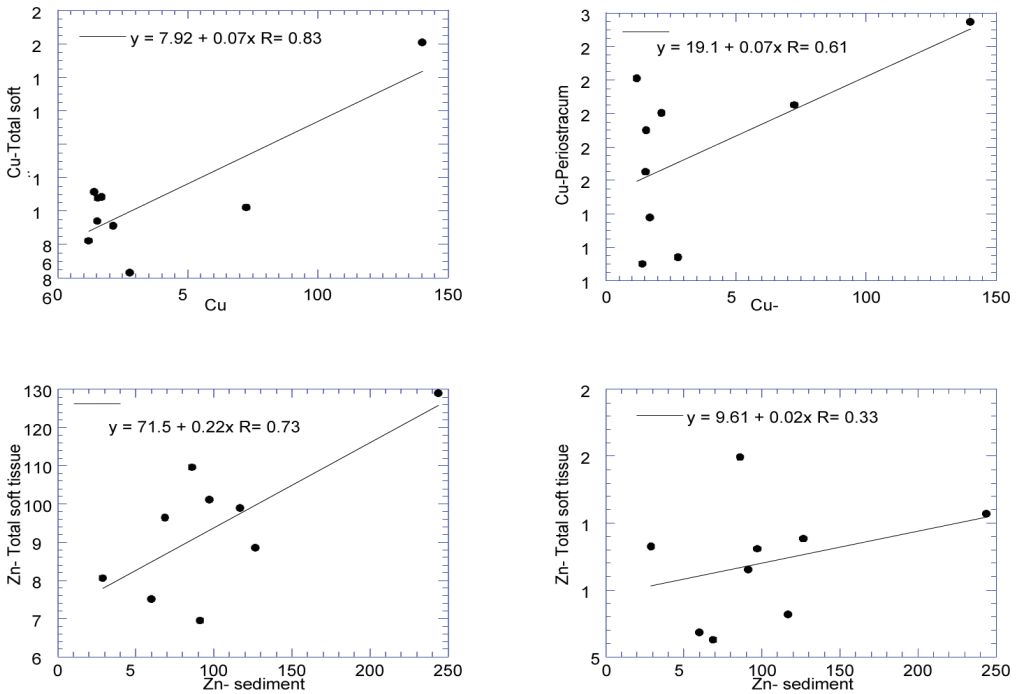 2
2
1
1
1
1
8
6
8
6
y = 7.92 + 0.07x R= 0.83
Cu-Total soft
0 5 100 150
Cu
3
2
2
2
2
2
1
1
1
y = 19.1 + 0.07x R= 0.61
Cu-Periostracum
0 5 100 150
Cu-
130
120
110
100
9
8
7
6
y = 71.5 + 0.22x R= 0.73
Zn- Total soft tissue
0 5 100 150 200 250
Zn- sediment
2
2
1
1
5
y = 9.61 + 0.02x R= 0.33
Zn- Total soft tissue
5 100 150 200 250
Zn- sediment